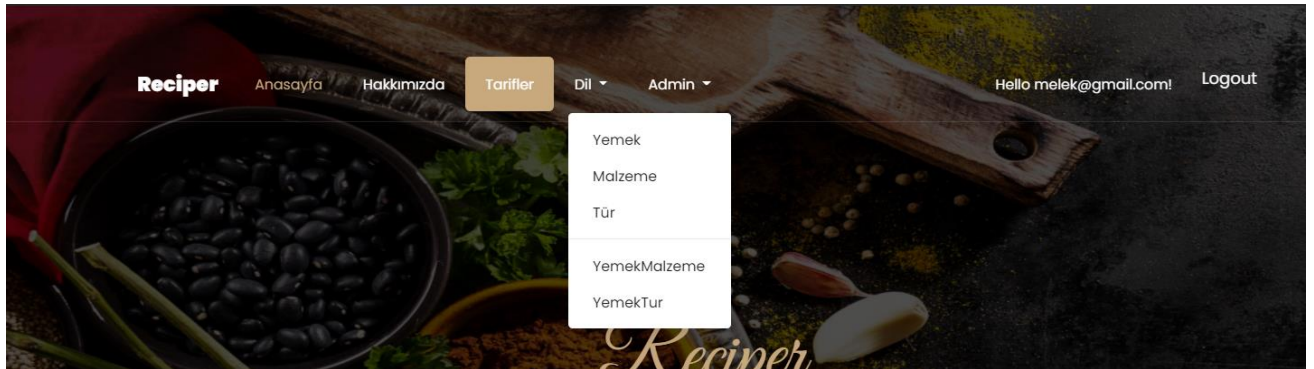 Reciper Anasayfa Hakkımızda Tarifler Dil Admin Hello melek@gmail.com! Logout
Yemek
Malzeme
Tür
YemekMalzeme
YemekTur
Reciper